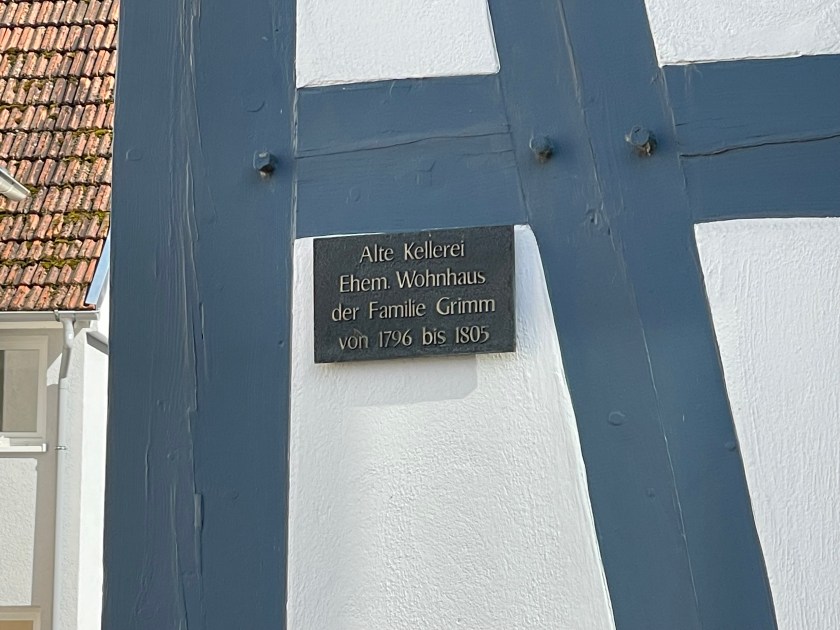 Alte Kellerei
Ehem. Wohnhaus
der Familie Grimm
von 1796 bis 1805